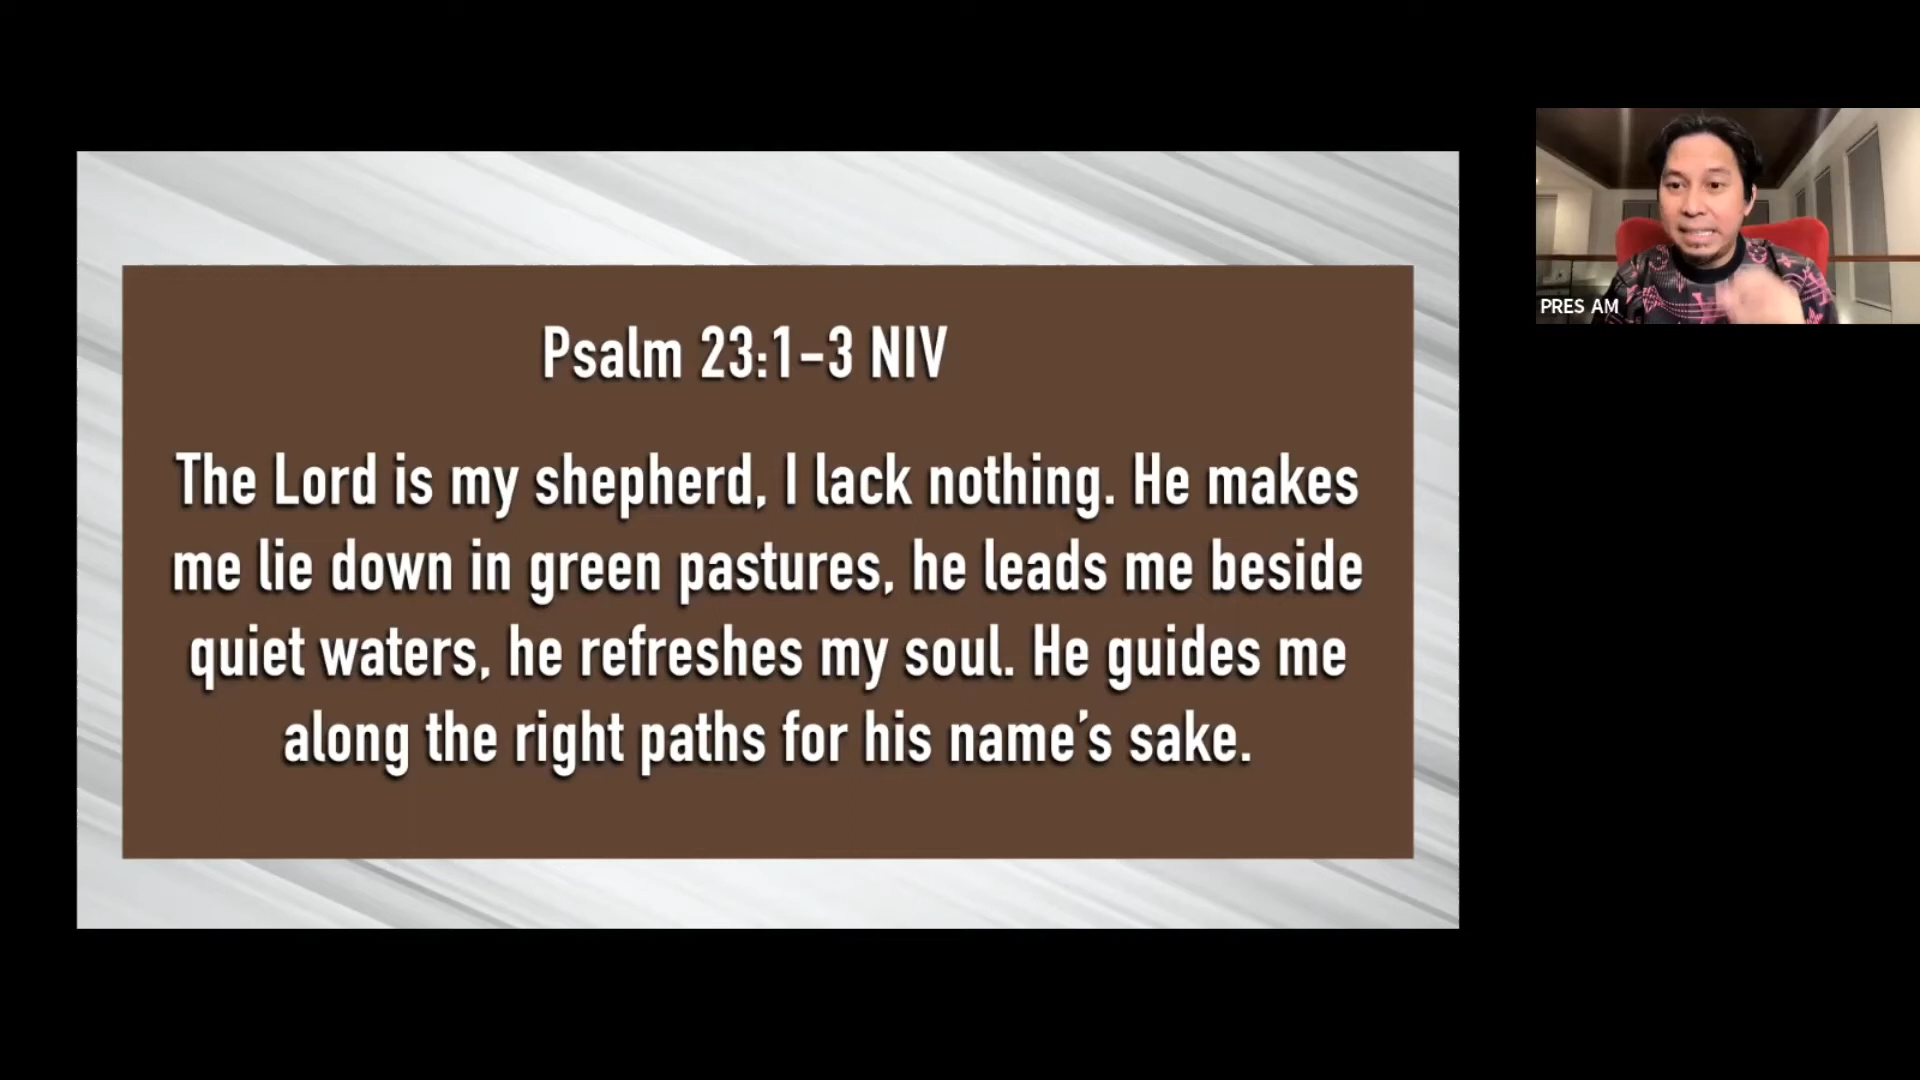 Psalm 23:1-3 NIV
The Lord is my shepherd, I lack nothing. He makes
me lie down in green pastures, he leads me beside
quiet waters, he refreshes my soul. He guides me
along the right paths for his name's sake.
PRES AM